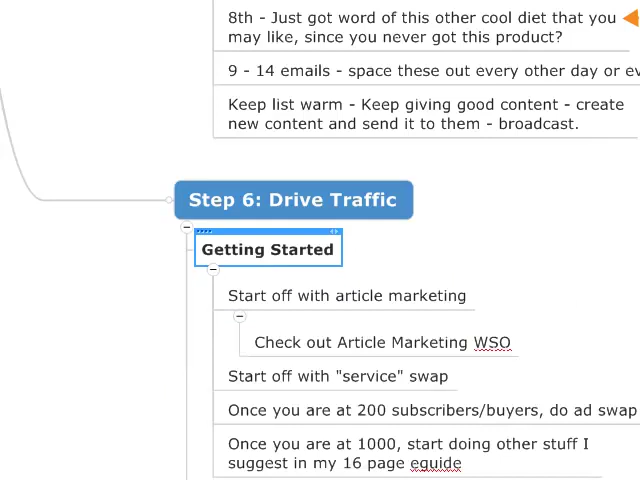 8th - Just got word of this other cool diet that you
may like, since you never got this product?
9 - 14 emails - space these out every other day or
Keep list warm - Keep giving good content - create
new content and send it to them - broadcast.
Step 6: Drive Traffic
Getting Started
Start off with article marketing
Check out Article Marketing WSO
Start off with "service" swap
Once you are at 200 subscribers/buyers, do ad swap
Once you are at 1000, start doing other stuff I
suggest in my 16 page eguide